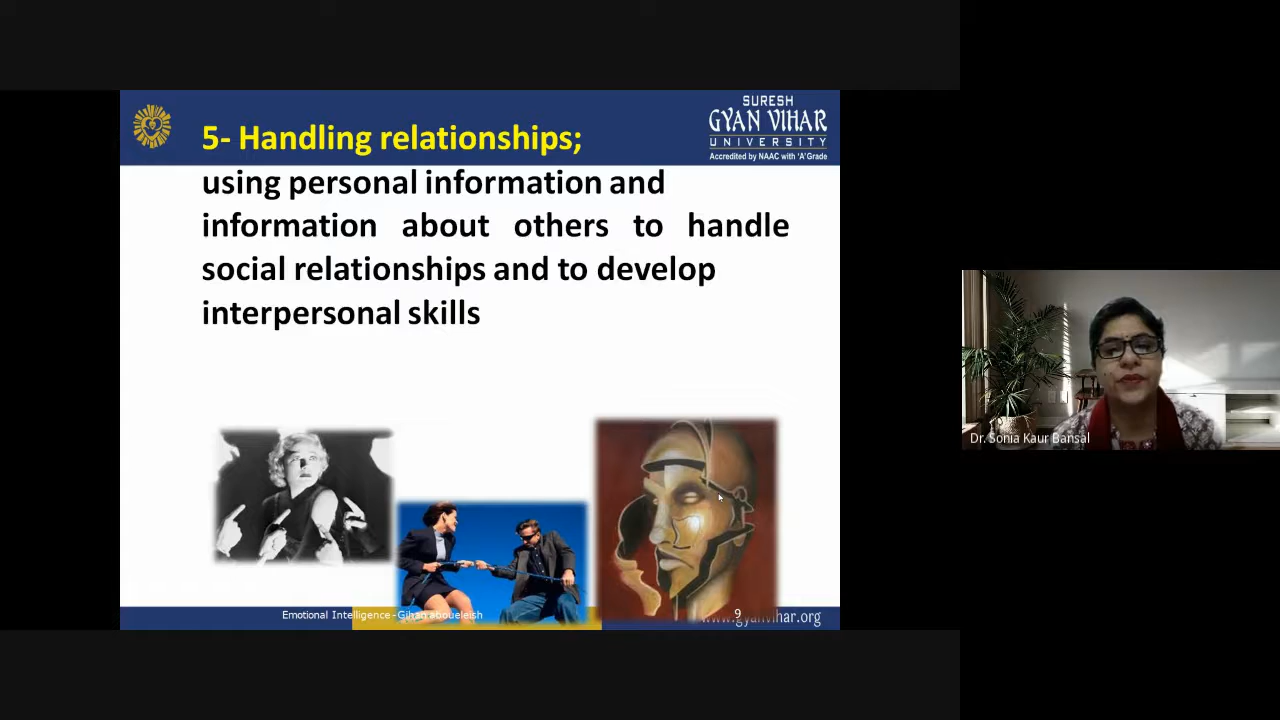 SURESH
GYAN VIHAR
UNIVERSITY
Accredited by NAAC with 'A' Grade
5- Handling relationships;
using personal information and
information about others to handle
social relationships and to develop
interpersonal skills
Dr. Sonia Kaur Bansal
Emotional Intelligence - Gihan aboueleish
9
www.gyanvihar.org